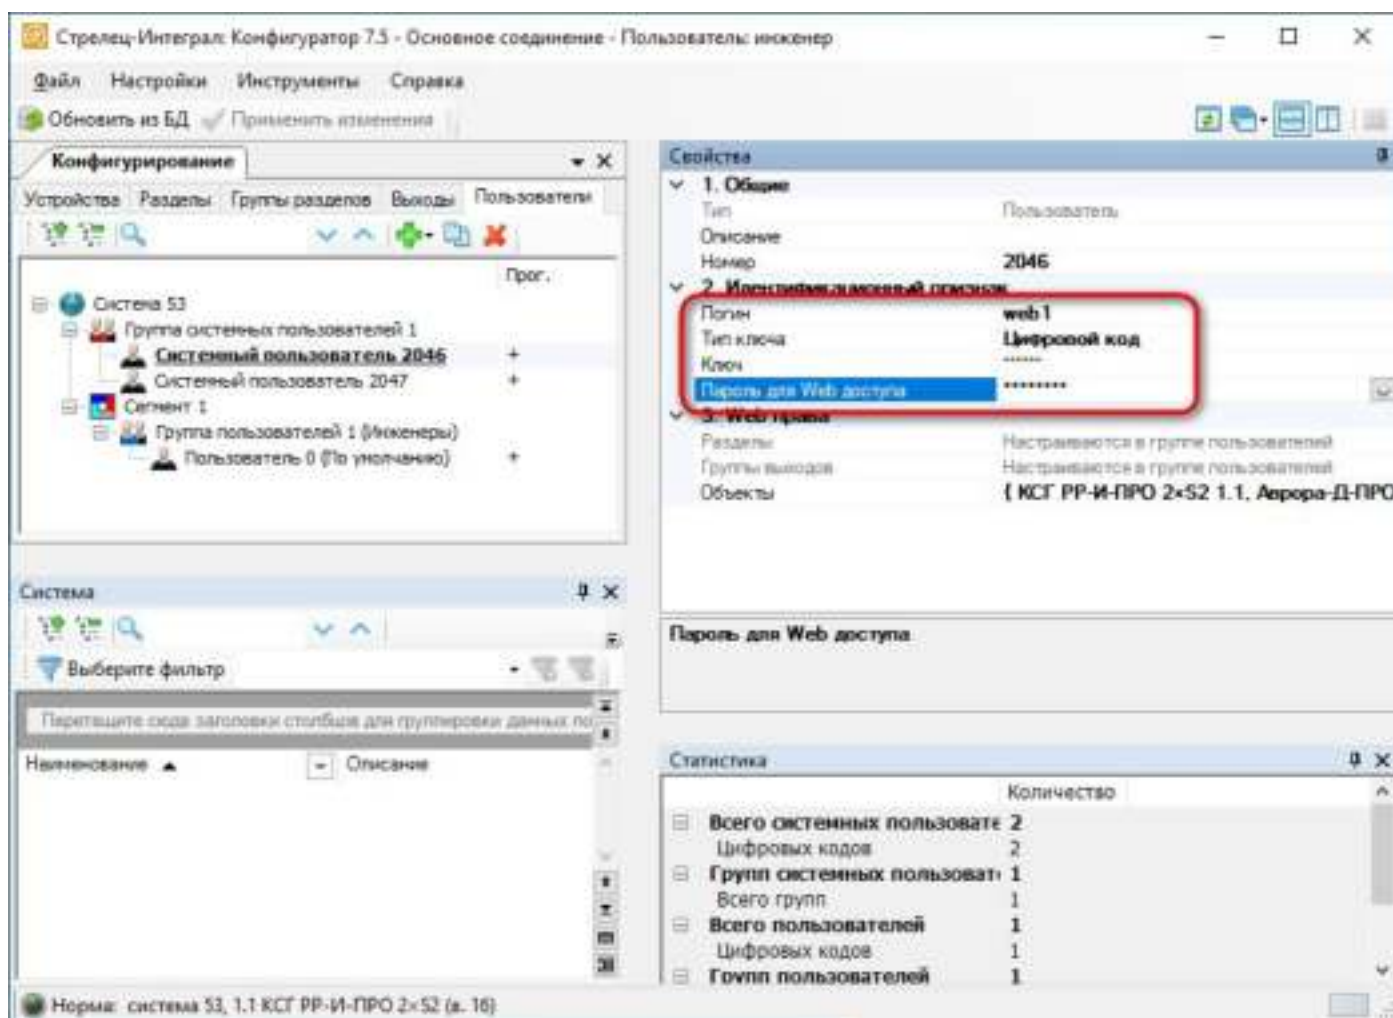 Стрелец-Интеграл: Конфигуратор 7.5 - Основное соединение - Пользователь: инженер
Файл Настройки Инструменты Справка
Обновить из БД Применить изменения
Конфигурирование
Устройства Разделы Группы разделов Выходы Пользователи
Прог.
Система 53
Группа системных пользователей 1
Системный пользователь 2046 +
Системный пользователь 2047 +
Сегмент 1
Группа пользователей 1 (Инженеры)
Пользователь 0 (По умолчанию) +
Система
Выберите фильтр
Перетащите сюда заголовки столбцов для группировки данных по
Наименование Описание
Свойства
1. Общие
Тип Пользователь
Описание
Номер 2046
2. Идентификационный признак
Логин web1
Тип ключа Цифровой код
Ключ ******
Пароль для Web доступа ********
3. Web права
Разделы Настраиваются в группе пользователей
Группы выходов Настраиваются в группе пользователей
Объекты { КСГ РР-И-ПРО 2×S2 1.1, Аврора-Д-ПРО
Пароль для Web доступа
Статистика
Количество
Всего системных пользовате 2
Цифровых кодов 2
Групп системных пользоват 1
Всего групп 1
Всего пользователей 1
Цифровых кодов 1
Групп пользователей 1
Норма: система 53, 1.1 КСГ РР-И-ПРО 2×S2 (в. 16)